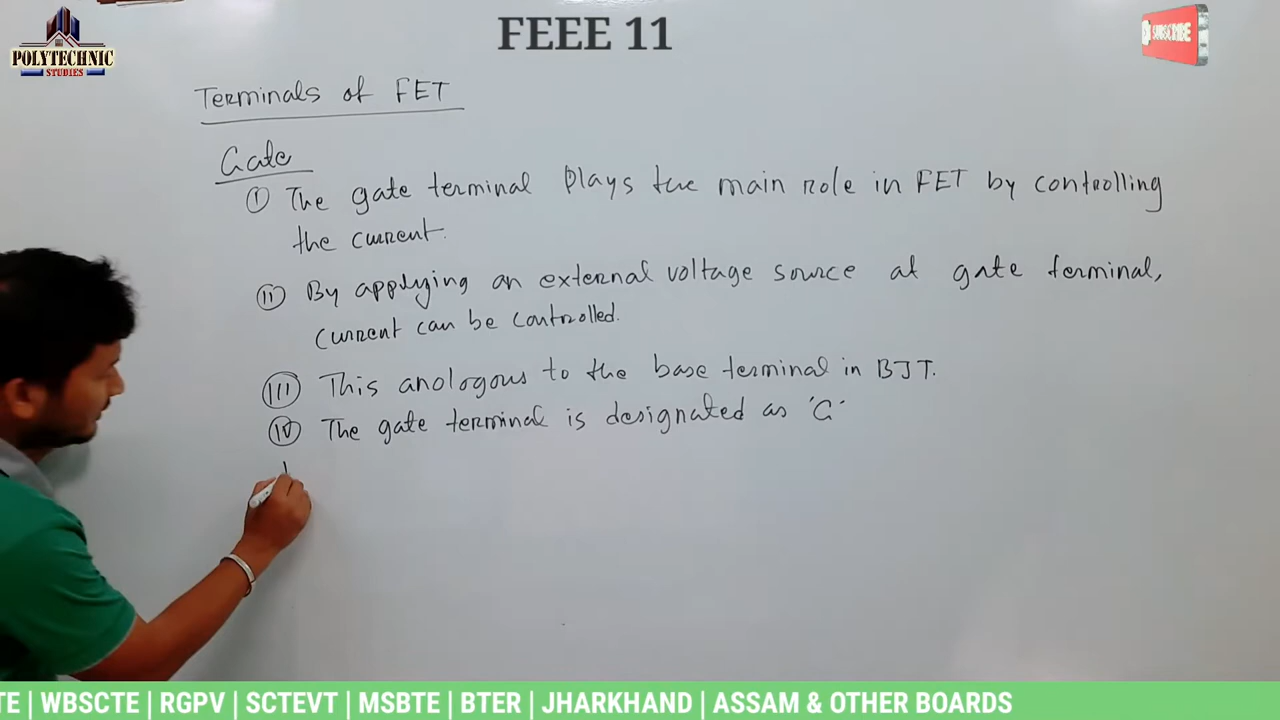 FEEE 11
POLYTECHNIC
STUDIES
SUBSCRIBE
Terminals of FET
Gate
(I) The gate terminal plays the main role in FET by controlling
the current.
(II) By applying an external voltage source at gate terminal,
current can be controlled.
(III) This anologous to the base terminal in BJT.
(IV) The gate terminal is designated as 'G'
TE | WBSCTE | RGPV | SCTEVT | MSBTE | BTER | JHARKHAND | ASSAM & OTHER BOARDS